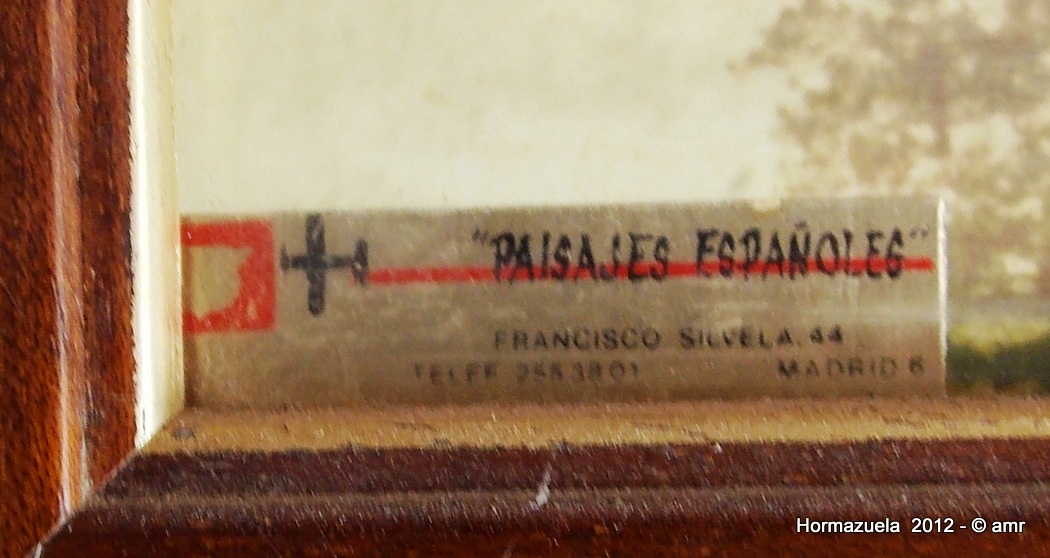 "PAISAJES ESPAÑOLES"
FRANCISCO SILVELA, 44
TELEF. 2553801 MADRID 6
Hormazuela 2012 - © amr